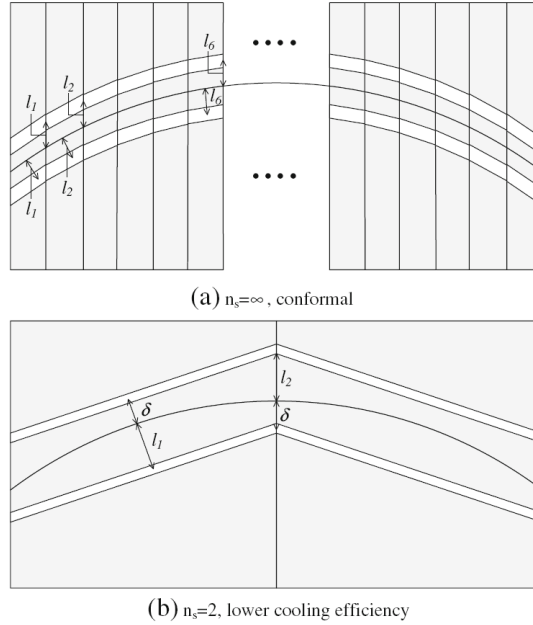 l₆
l₂
l₁
l₆
l₂
l₁
(a) nₛ=∞, conformal
l₂
δ
δ
l₁
(b) nₛ=2, lower cooling efficiency